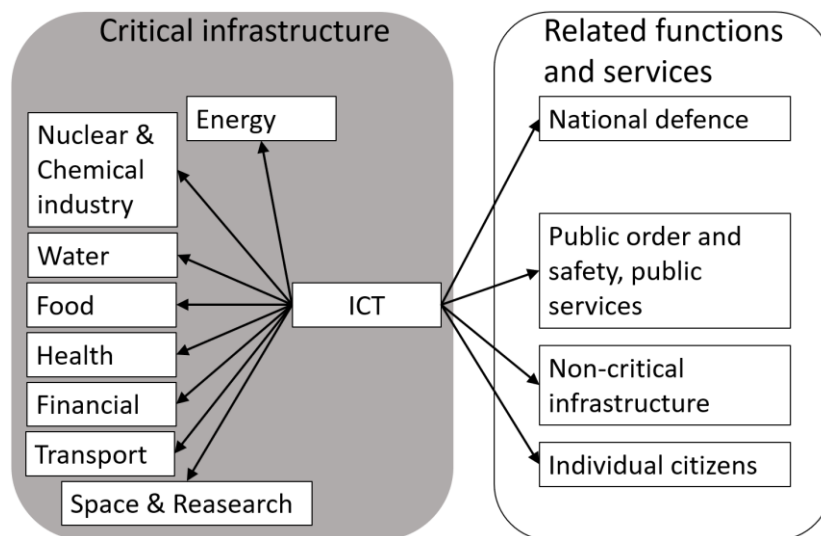 Critical infrastructure
Energy
Nuclear &
Chemical
industry
Water
Food
Health
Financial
Transport
Space & Reasearch
ICT
Related functions
and services
National defence
Public order and
safety, public
services
Non-critical
infrastructure
Individual citizens